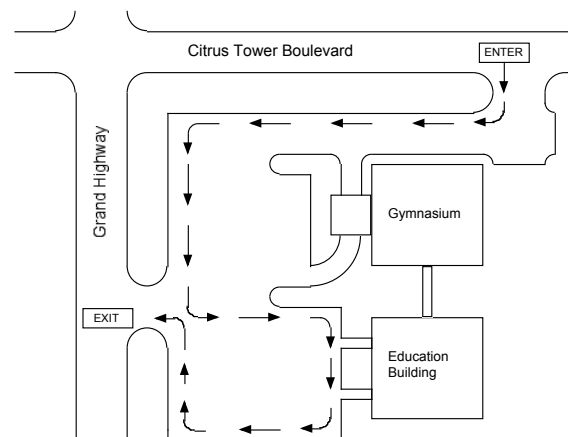 Citrus Tower Boulevard
ENTER
Grand Highway
Gymnasium
EXIT
Education
Building